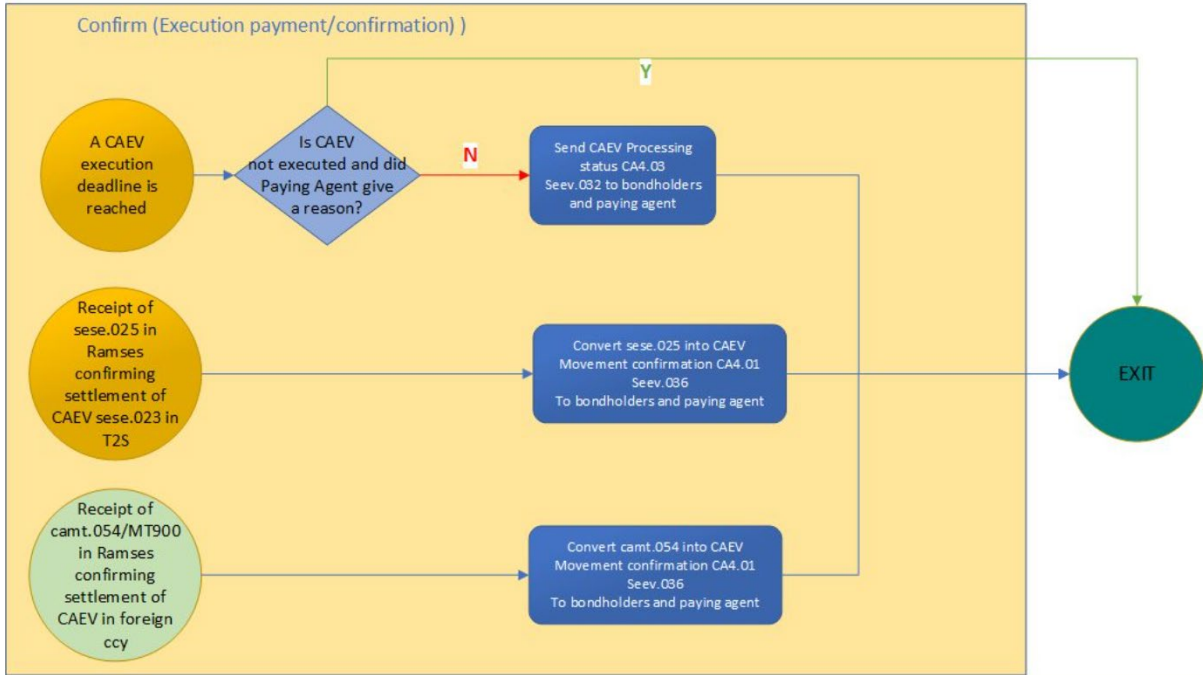 Confirm (Execution payment/confirmation) )
Y
A CAEV
execution
deadline is
reached
Is CAEV
not executed and did
Paying Agent give
a reason?
N
Send CAEV Processing
status CA4.03
Seev.032 to bondholders
and paying agent
Receipt of
sese.025 in
Ramses
confirming
settlement of
CAEV sese.023 in
T2S
Convert sese.025 into CAEV
Movement confirmation CA4.01
Seev.036
To bondholders and paying agent
EXIT
Receipt of
camt.054/MT900
in Ramses
confirming
settlement of
CAEV in foreign
ccy
Convert camt.054 into CAEV
Movement confirmation CA4.01
Seev.036
To bondholders and paying agent